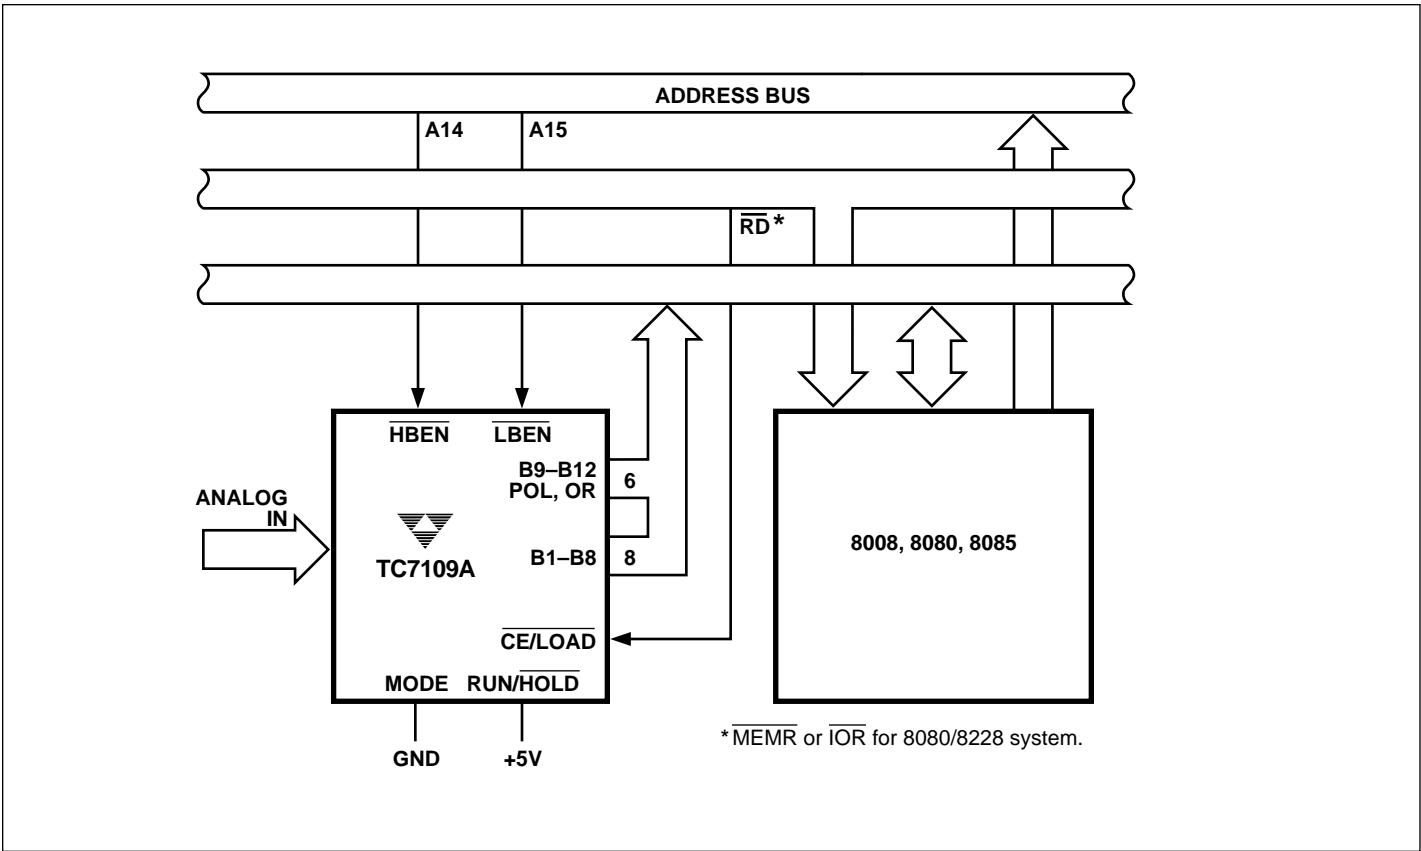 ADDRESS BUS
A14
A15
RD*
HBEN
LBEN
B9–B12
POL, OR
6
ANALOG
IN
TC7109A
B1–B8
8
8008, 8080, 8085
CE/LOAD
MODE
RUN/HOLD
GND
+5V
*MEMR or IOR for 8080/8228 system.